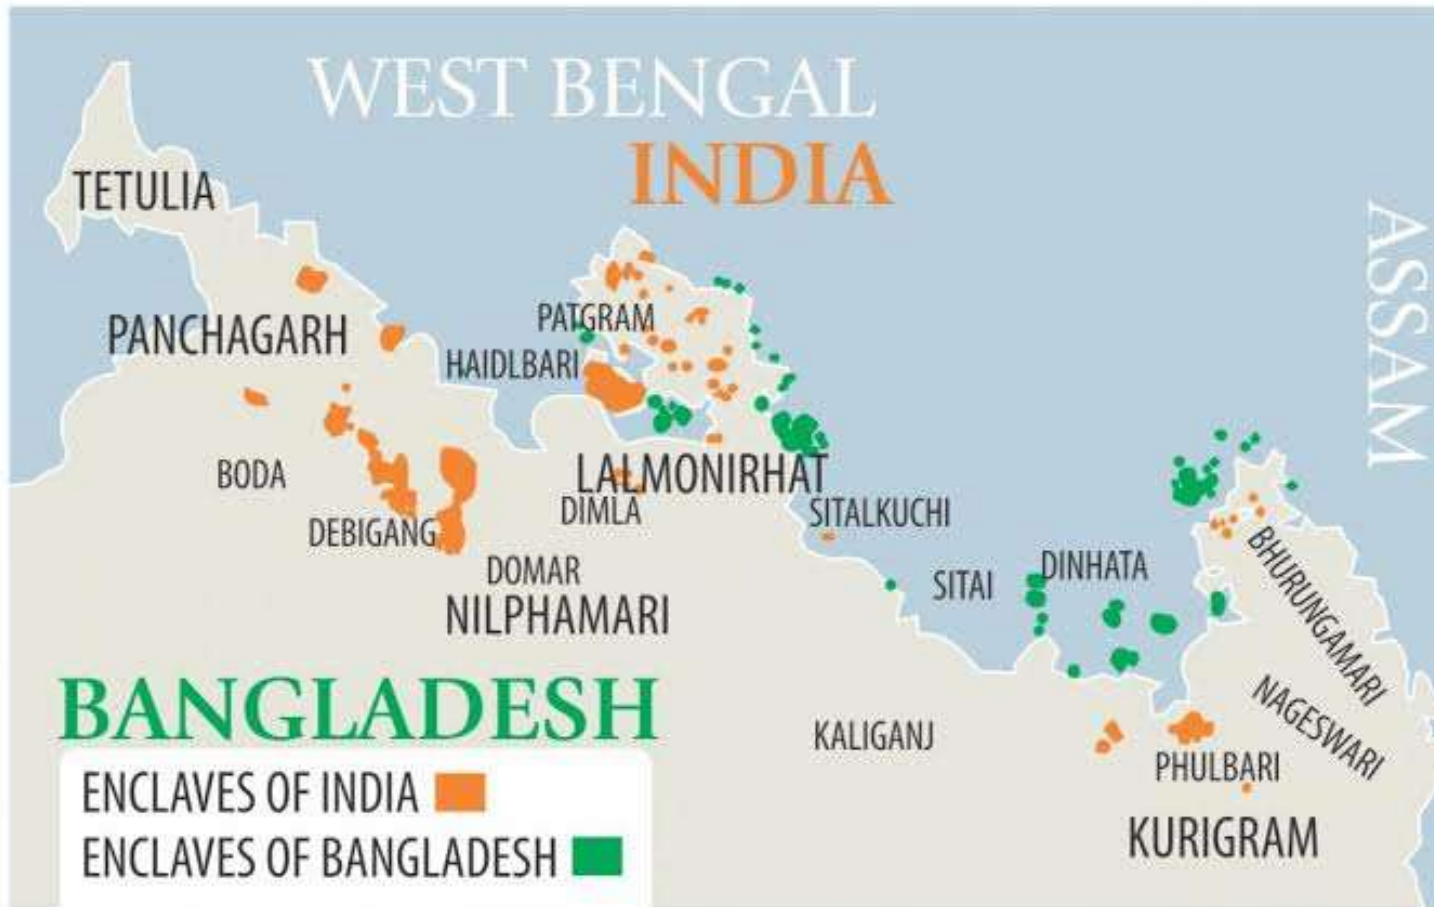 WEST BENGAL
INDIA
ASSAM
TETULIA
PANCHAGARH
PATGRAM
HAIDLBARI
BODA
LALMONIRHAT
DIMLA
SITALKUCHI
DEBIGANG
DOMAR
NILPHAMARI
SITAI
DINHATA
BHURUNGAMARI
NAGESWARI
KALIGANJ
PHULBARI
KURIGRAM
BANGLADESH
ENCLAVES OF INDIA
ENCLAVES OF BANGLADESH